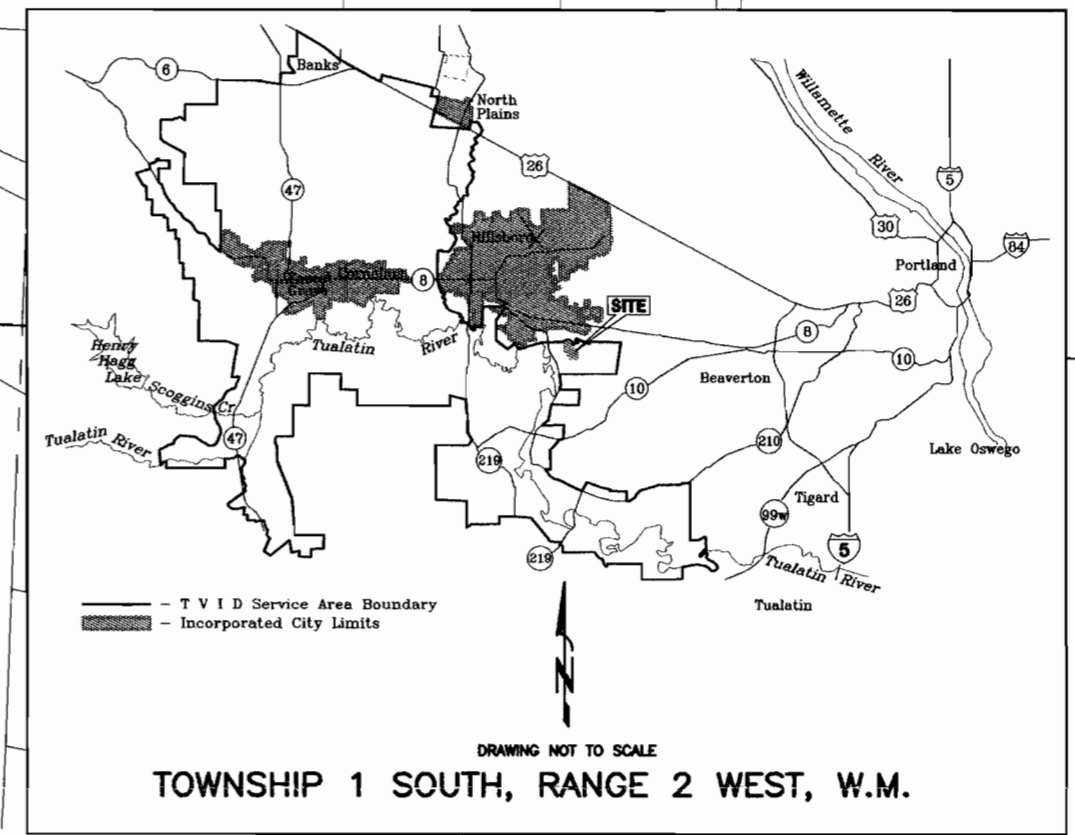 6
Banks
North
Plains
26
47
Willamette
River
5
30
84
Portland
26
Hillsboro
Cornelius
Forest
Grove
8
SITE
Tualatin River
8
10
10
Beaverton
Henry
Hagg
Lake
Scoggins Cr
Tualatin River
47
219
210
Lake Oswego
Tigard
99w
5
219
Tualatin River
Tualatin
- T V I D Service Area Boundary
- Incorporated City Limits
N
DRAWING NOT TO SCALE
TOWNSHIP 1 SOUTH, RANGE 2 WEST, W.M.